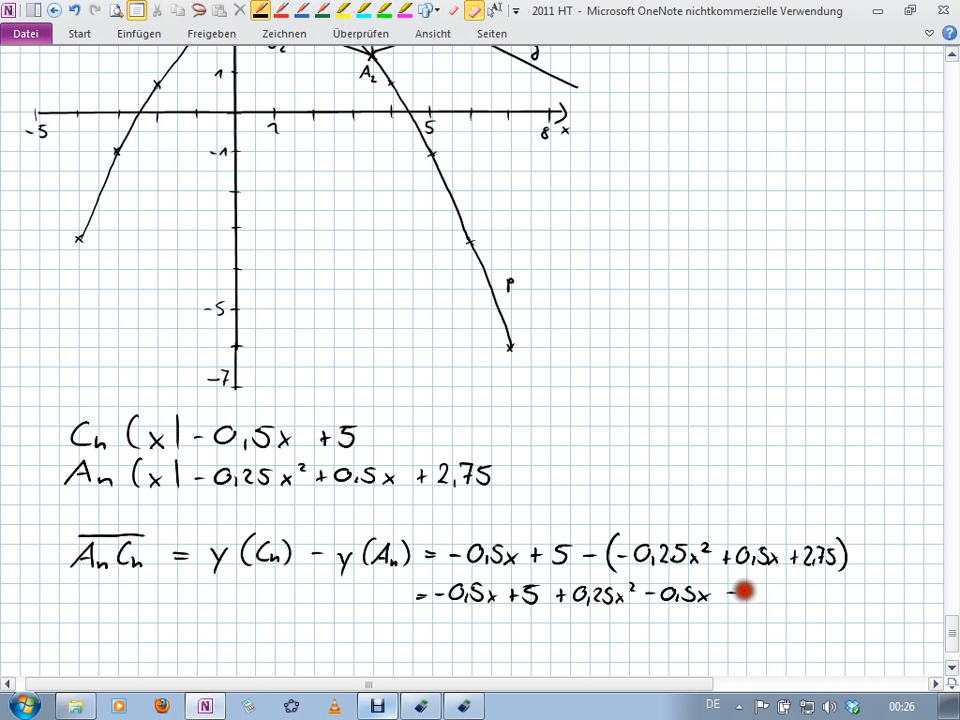 2011 HT - Microsoft OneNote nichtkommerzielle Verwendung
Datei Start Einfügen Freigeben Zeichnen Überprüfen Ansicht Seiten
1 A₂ g
-5 2 5 8 x
-1
p
-5
-7
Cn (x| -0,5x +5
An (x| -0,25x² +0,5x +2,75
AnCn = y (Cn) - y (An) = -0,5x + 5 - (-0,25x² +0,5x +2,75)
= -0,5x +5 +0,25x² -0,5x -
DE 00:26